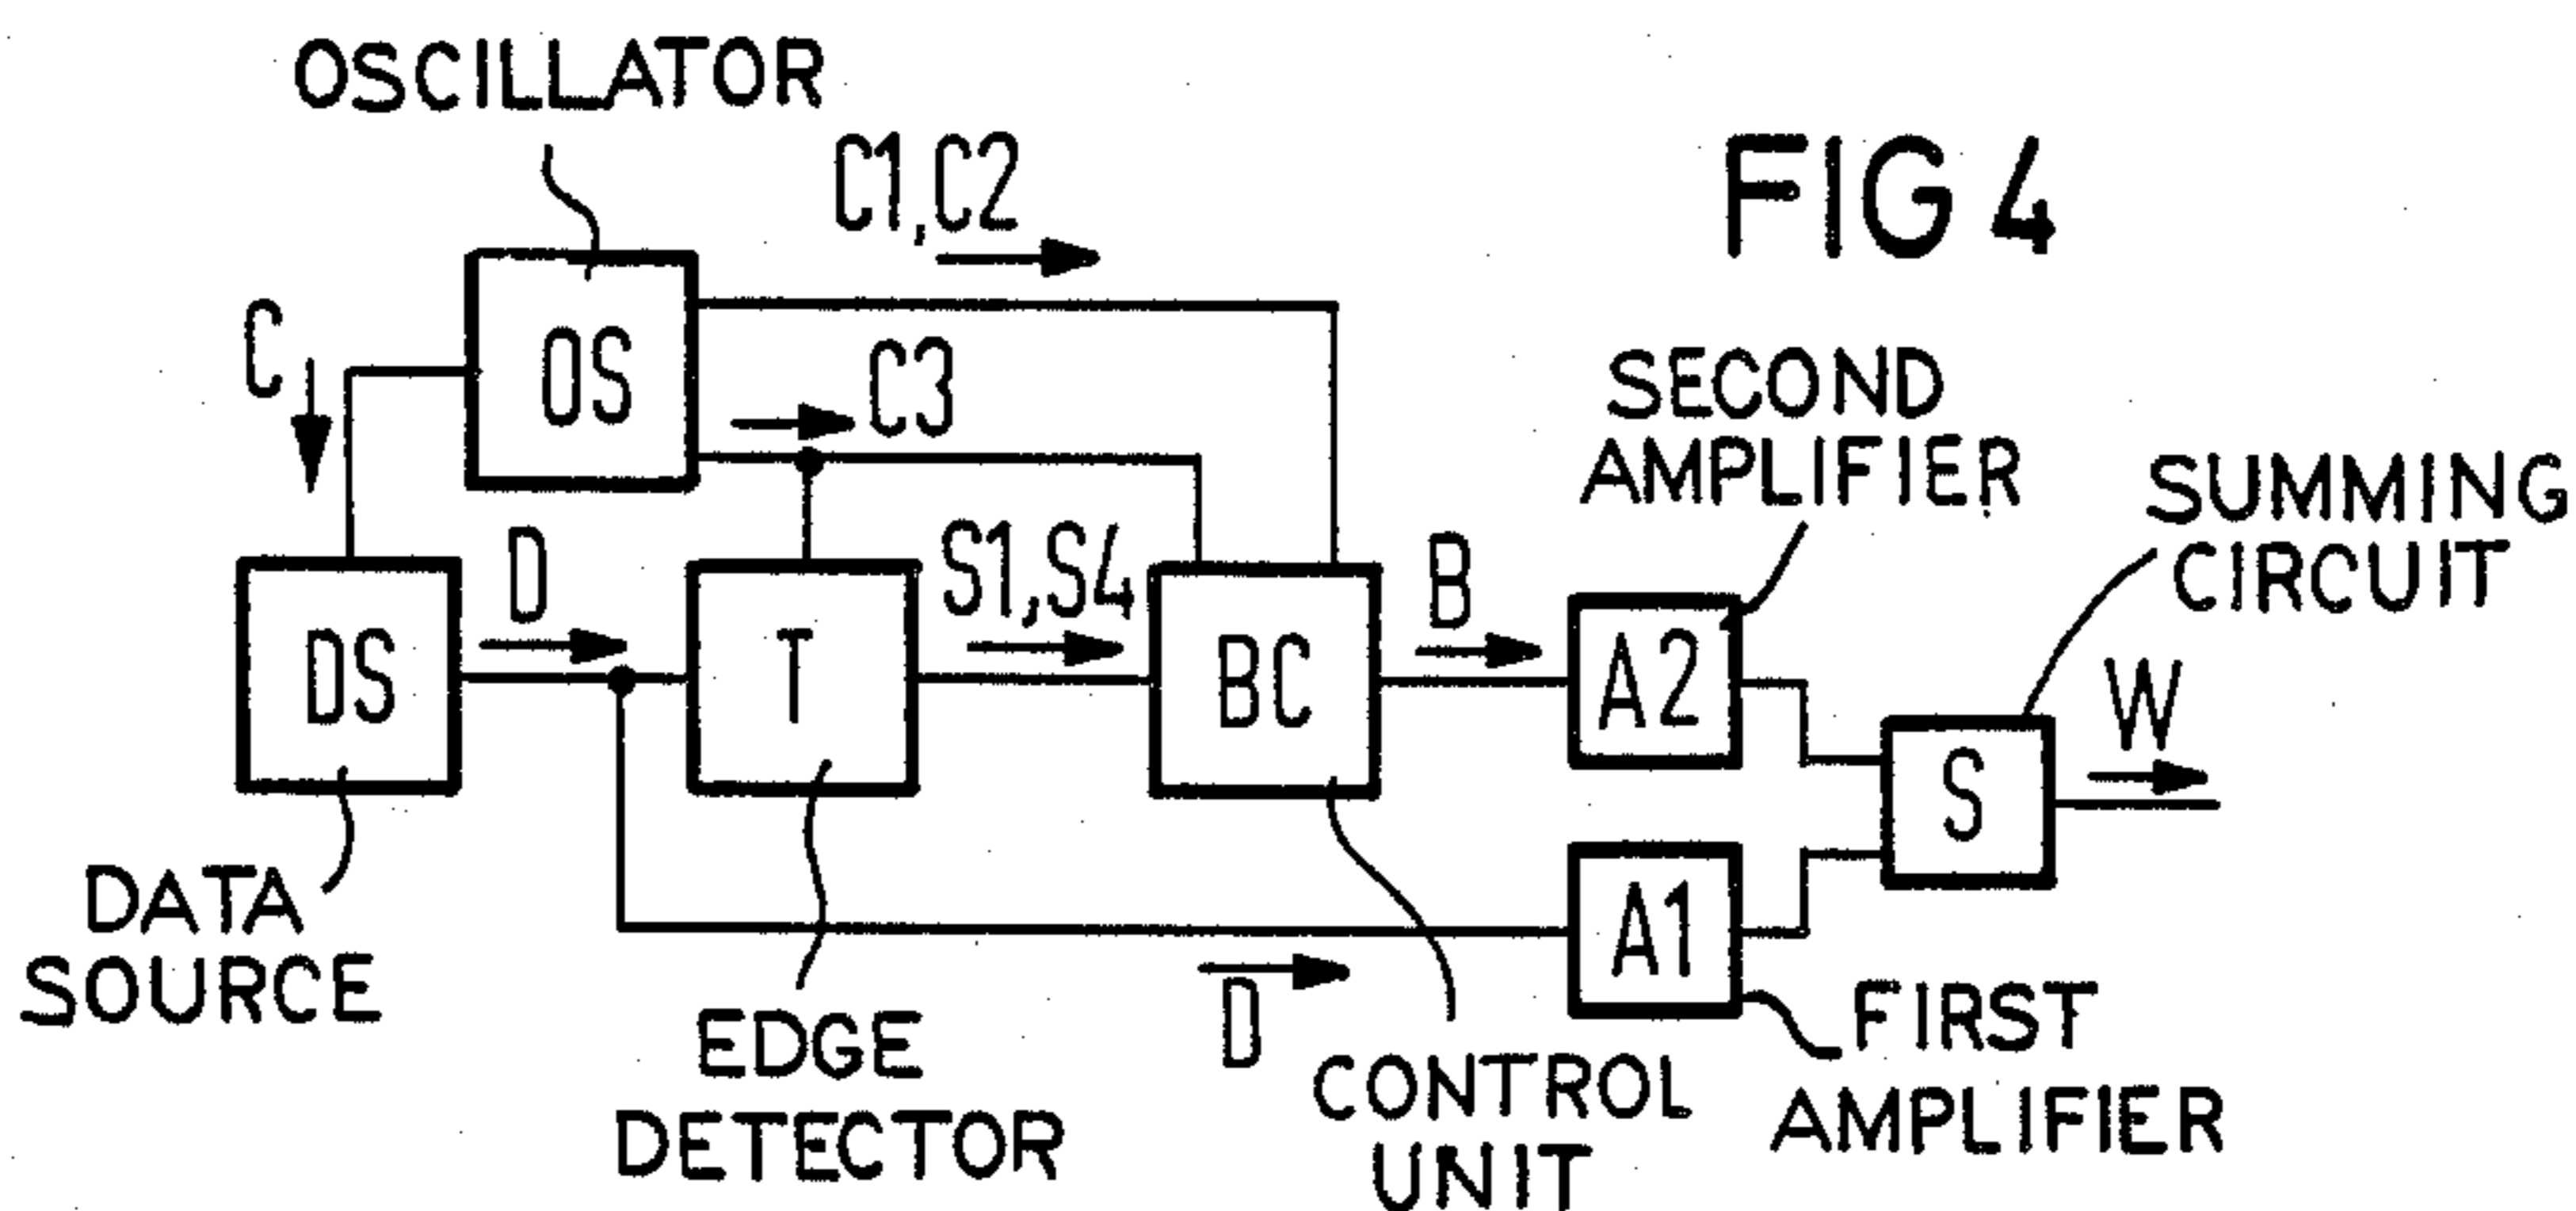 OSCILLATOR
C1,C2
FIG 4
C
OS
C3
SECOND
AMPLIFIER
SUMMING
CIRCUIT
D
S1,S4
B
DS
T
BC
A2
W
S
DATA
SOURCE
A1
D
EDGE
DETECTOR
CONTROL
UNIT
FIRST
AMPLIFIER